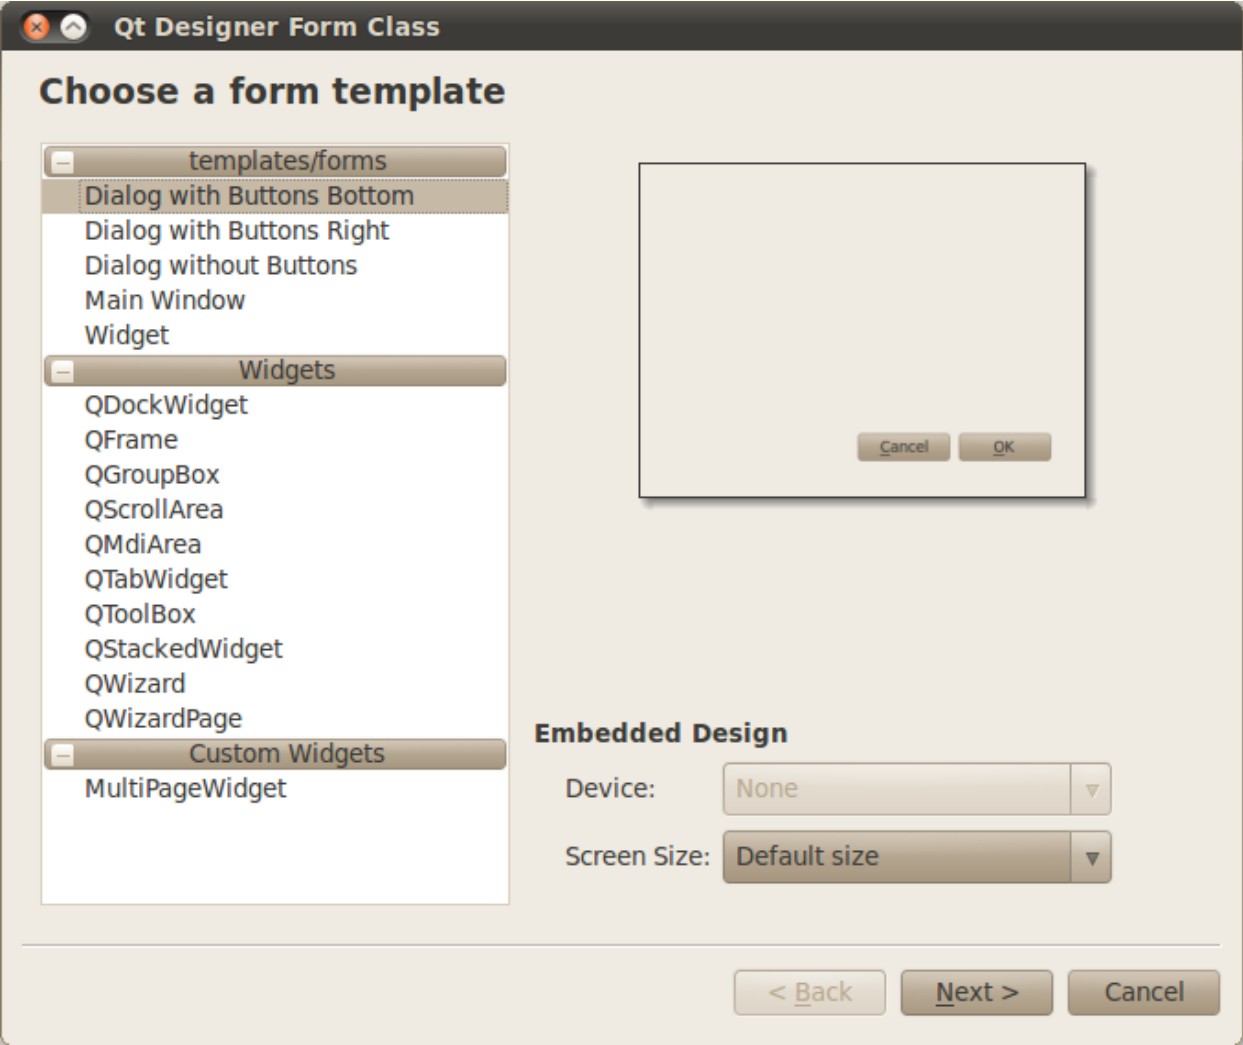 Qt Designer Form Class
Choose a form template
templates/forms
Dialog with Buttons Bottom
Dialog with Buttons Right
Dialog without Buttons
Main Window
Widget
Widgets
QDockWidget
QFrame
QGroupBox
QScrollArea
QMdiArea
QTabWidget
QToolBox
QStackedWidget
QWizard
QWizardPage
Custom Widgets
MultiPageWidget
Cancel OK
Embedded Design
Device: None
Screen Size: Default size
< Back Next > Cancel